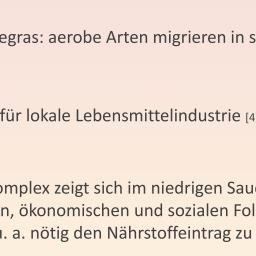 egras: aerobe Arten migrieren in s
für lokale Lebensmittelindustrie [4
omplex zeigt sich im niedrigen Sau
n, ökonomischen und sozialen Fol
u. a. nötig den Nährstoffeintrag zu